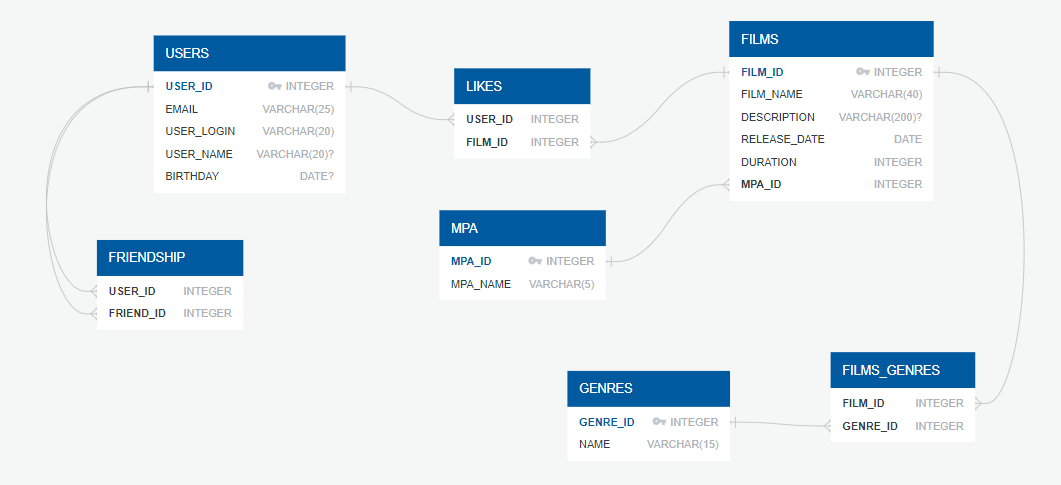 USERS
USER_ID INTEGER
EMAIL VARCHAR(25)
USER_LOGIN VARCHAR(20)
USER_NAME VARCHAR(20)?
BIRTHDAY DATE?
LIKES
USER_ID INTEGER
FILM_ID INTEGER
FILMS
FILM_ID INTEGER
FILM_NAME VARCHAR(40)
DESCRIPTION VARCHAR(200)?
RELEASE_DATE DATE
DURATION INTEGER
MPA_ID INTEGER
MPA
MPA_ID INTEGER
MPA_NAME VARCHAR(5)
FRIENDSHIP
USER_ID INTEGER
FRIEND_ID INTEGER
GENRES
GENRE_ID INTEGER
NAME VARCHAR(15)
FILMS_GENRES
FILM_ID INTEGER
GENRE_ID INTEGER